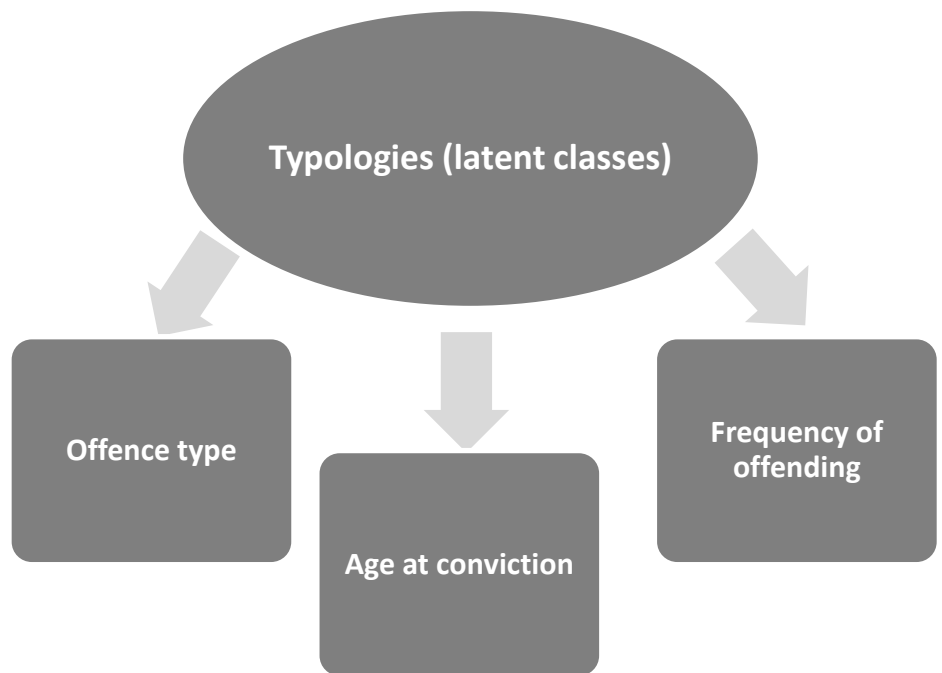 Typologies (latent classes)
Offence type
Age at conviction
Frequency of
offending